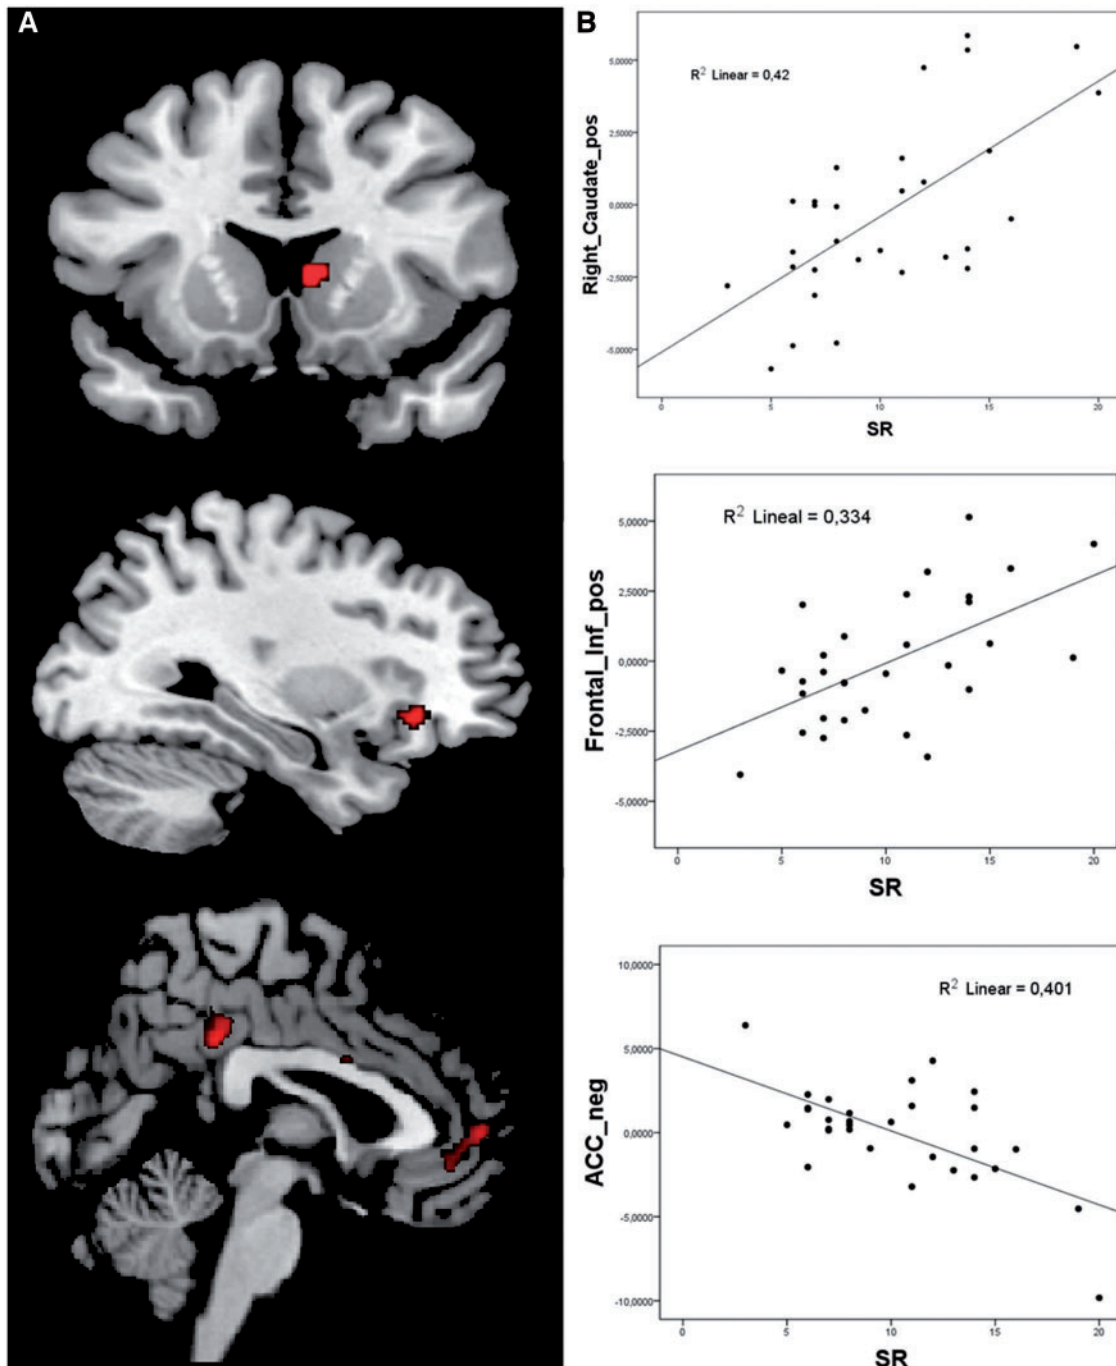 A
B
R² Linear = 0,42
Right_Caudate_pos
5,0000
2,5000
0,0000
-2,5000
-5,0000
0 5 10 15 20
SR
R² Lineal = 0,334
Frontal_Inf_pos
5,0000
2,5000
0,0000
-2,5000
-5,0000
0 5 10 15 20
SR
R² Linear = 0,401
ACC_neg
10,0000
5,0000
0,0000
-5,0000
-10,0000
0 5 10 15 20
SR